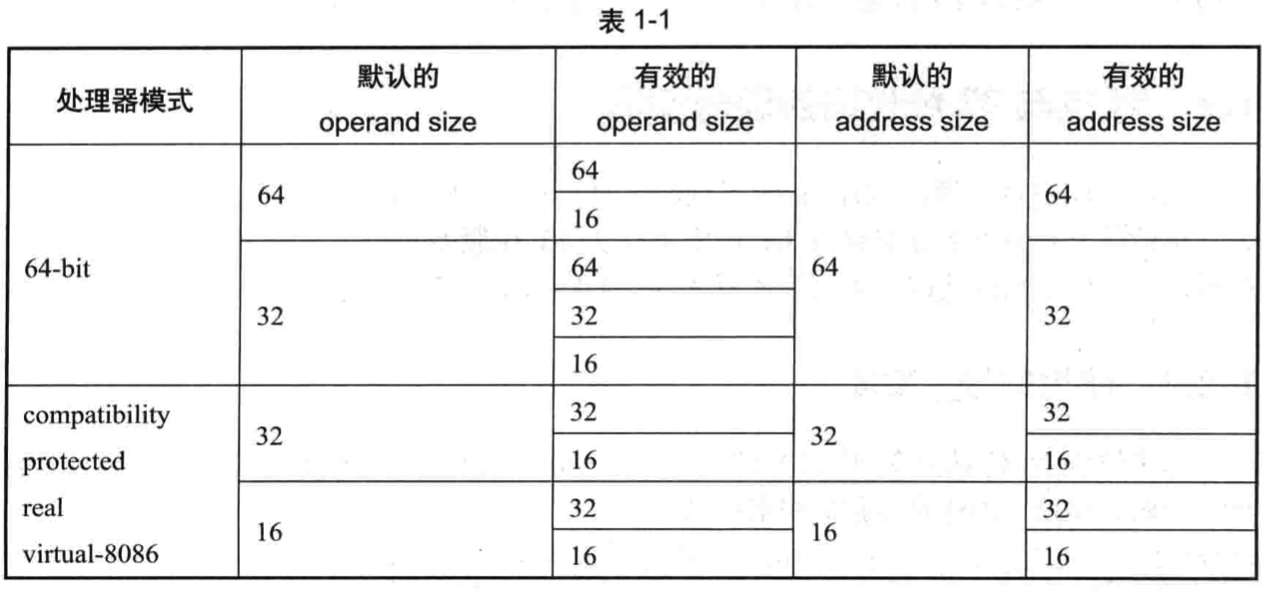 表 1-1
处理器模式
默认的
operand size
有效的
operand size
默认的
address size
有效的
address size
64-bit
64
64
16
32
64
32
16
64
64
32
compatibility
protected
real
virtual-8086
32
32
16
32
32
16
16
32
16
16
32
16